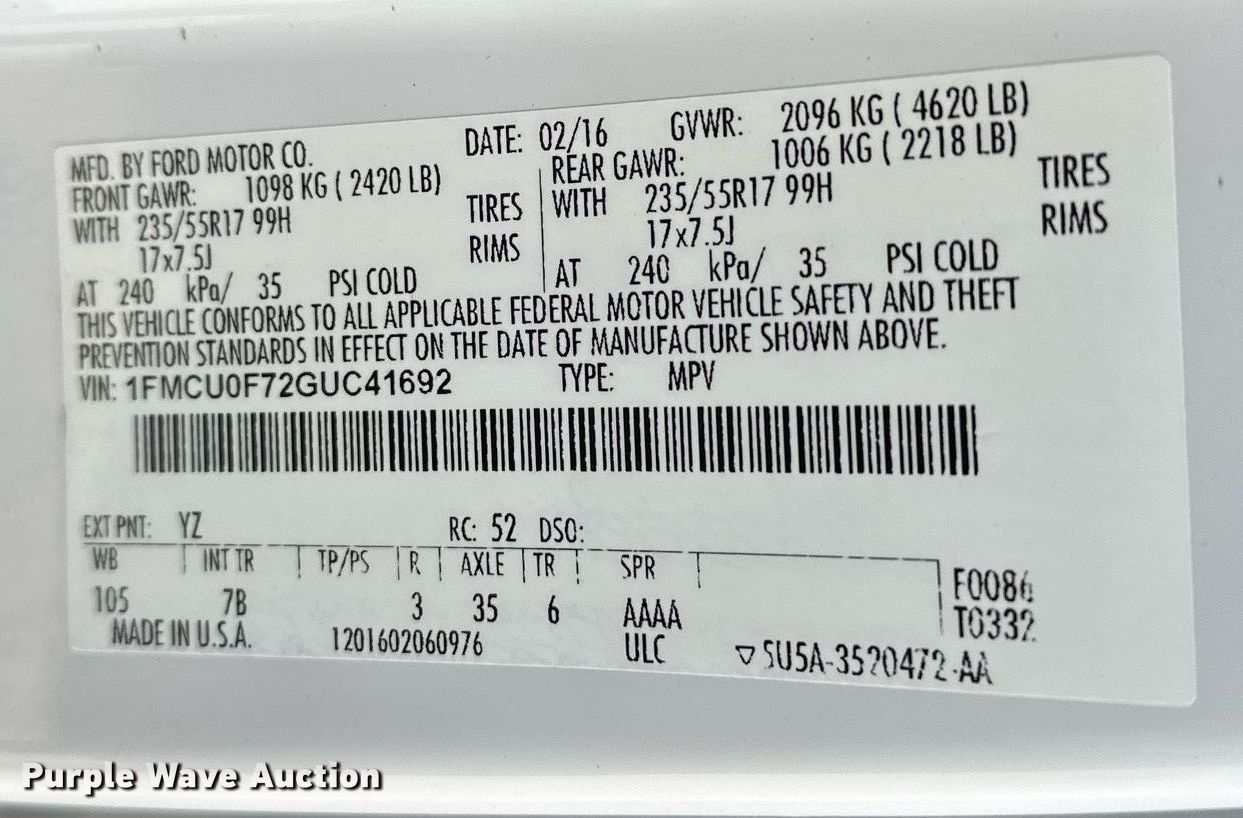 MFD. BY FORD MOTOR CO. DATE: 02/16 GVWR: 2096 KG ( 4620 LB)
FRONT GAWR: 1098 KG ( 2420 LB) REAR GAWR: 1006 KG ( 2218 LB)
WITH 235/55R17 99H TIRES WITH 235/55R17 99H TIRES
17x7.5J RIMS 17x7.5J RIMS
AT 240 kPa/ 35 PSI COLD AT 240 kPa/ 35 PSI COLD
THIS VEHICLE CONFORMS TO ALL APPLICABLE FEDERAL MOTOR VEHICLE SAFETY AND THEFT
PREVENTION STANDARDS IN EFFECT ON THE DATE OF MANUFACTURE SHOWN ABOVE.
VIN: 1FMCU0F72GUC41692 TYPE: MPV
EXT PNT: YZ RC: 52 DSO:
WB INT TR TP/PS R AXLE TR SPR F0086
105 7B 3 35 6 AAAA T0332
MADE IN U.S.A. 1201602060976 ULC ▽5U5A-3520472-AA
Purple Wave Auction